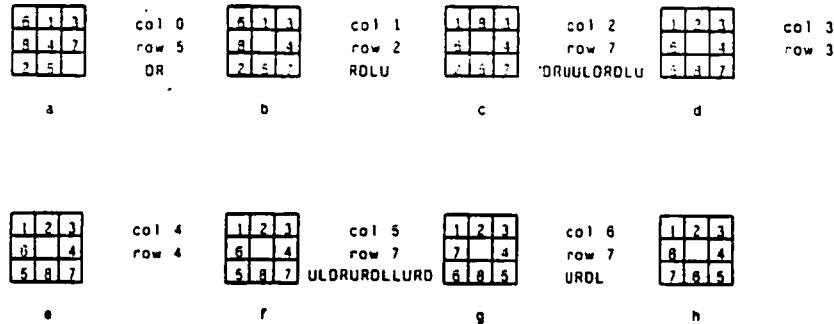 6 1 3 col 0 6 1 3 col 1 1 8 3 col 2 1 2 3 col 3
8 4 7 row 5 8 4 row 2 6 4 row 7 6 4 row 3
2 5 DR 2 5 7 RDLU 2 5 7 DRUULDRDLU 5 8 7
a b c d
1 2 3 col 4 1 2 3 col 5 1 2 3 col 6 1 2 3
6 4 row 4 6 4 row 7 7 4 row 7 8 4
5 8 7 5 8 7 ULDRURDLLURD 6 8 5 URDL 7 6 5
e f g h